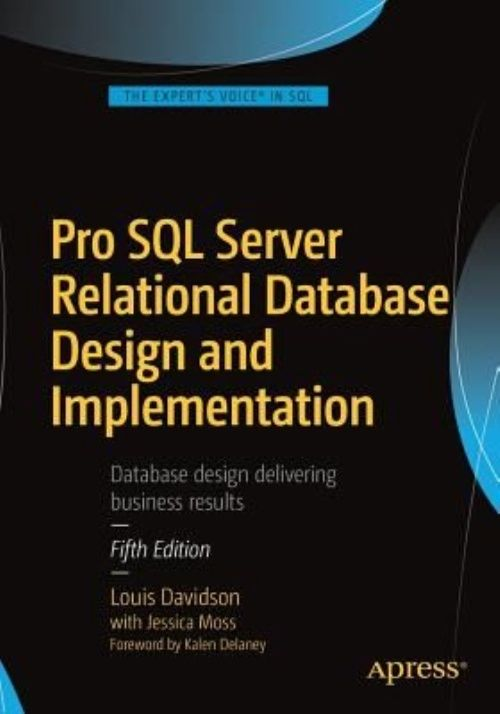 THE EXPERT'S VOICE® IN SQL
Pro SQL Server
Relational Database
Design and
Implementation
Database design delivering
business results
Fifth Edition
Louis Davidson
with Jessica Moss
Foreword by Kalen Delaney
Apress®